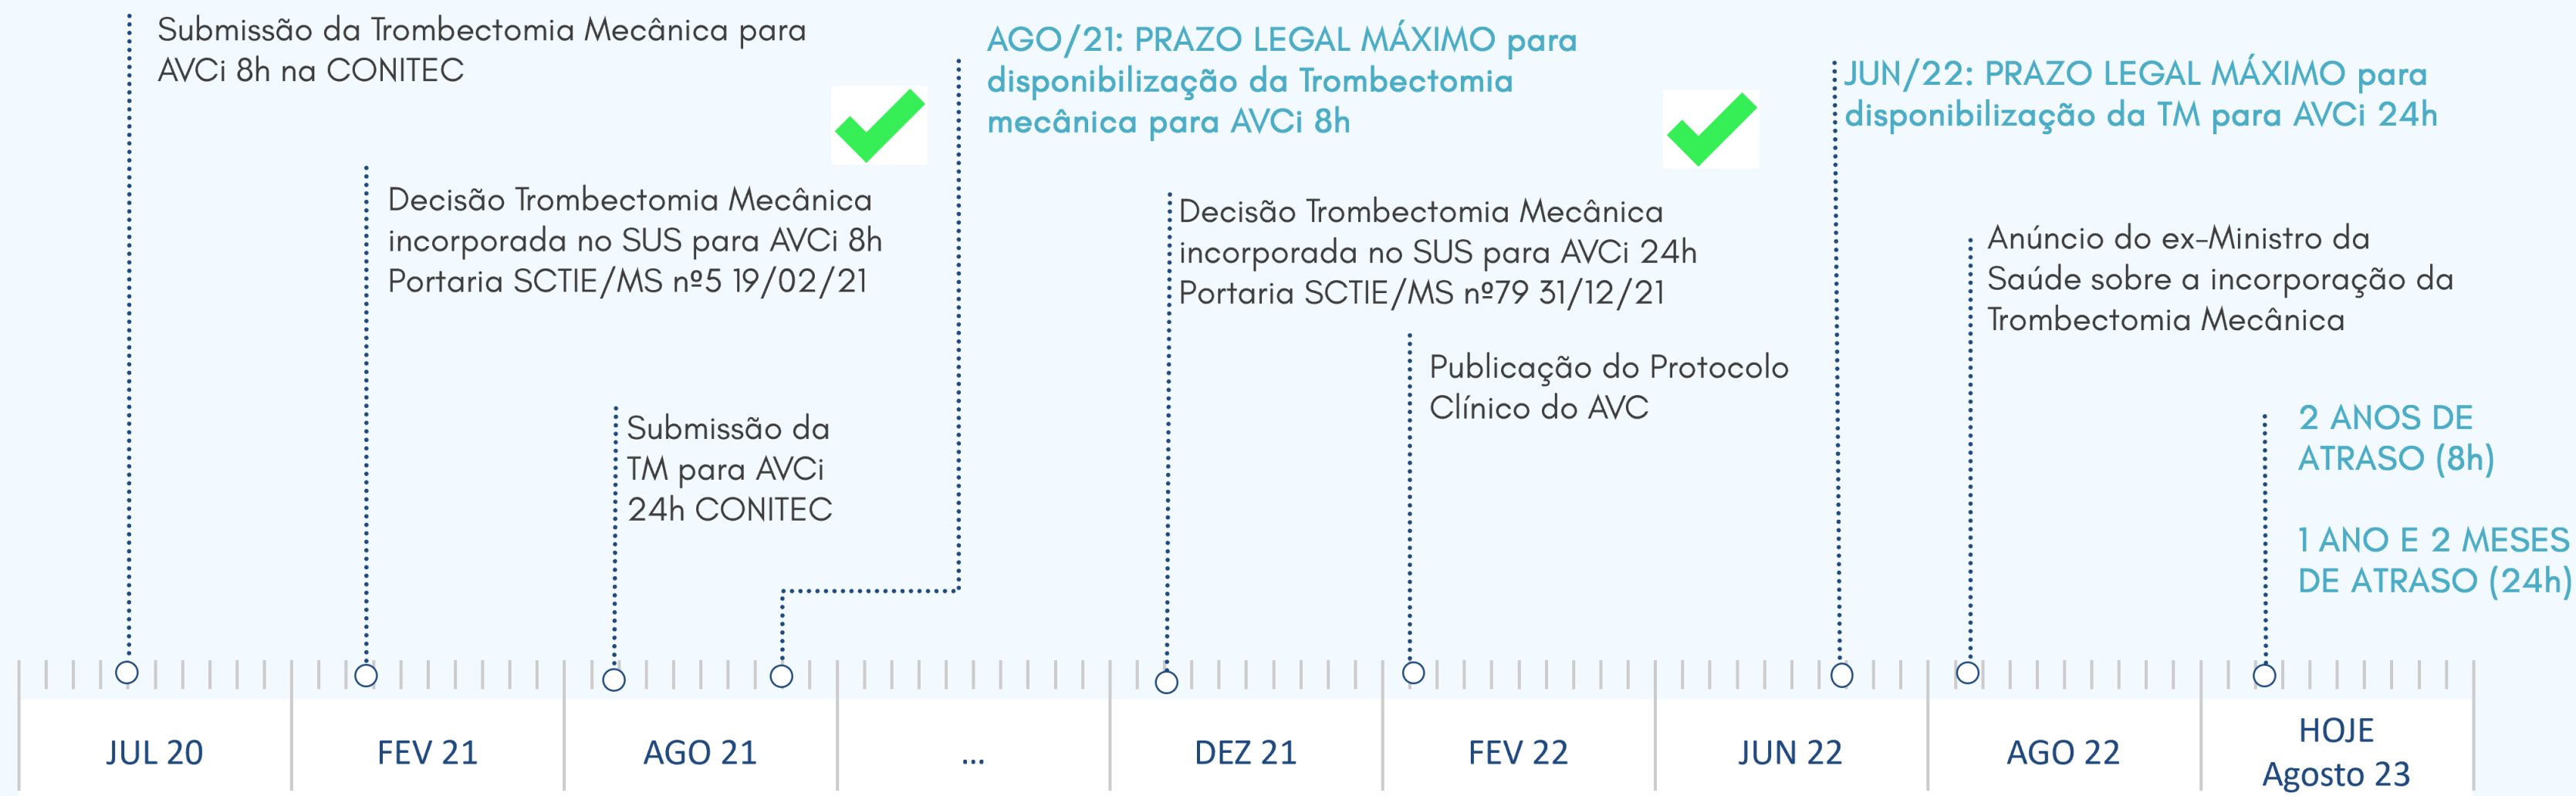 Submissão da Trombectomia Mecânica para
AVCi 8h na CONITEC
Decisão Trombectomia Mecânica
incorporada no SUS para AVCi 8h
Portaria SCTIE/MS nº5 19/02/21
Submissão da
TM para AVCi
24h CONITEC
AGO/21: PRAZO LEGAL MÁXIMO para
disponibilização da Trombectomia
mecânica para AVCi 8h
Decisão Trombectomia Mecânica
incorporada no SUS para AVCi 24h
Portaria SCTIE/MS nº79 31/12/21
Publicação do Protocolo
Clínico do AVC
JUN/22: PRAZO LEGAL MÁXIMO para
disponibilização da TM para AVCi 24h
Anúncio do ex-Ministro da
Saúde sobre a incorporação da
Trombectomia Mecânica
2 ANOS DE
ATRASO (8h)
1 ANO E 2 MESES
DE ATRASO (24h)
JUL 20
FEV 21
AGO 21
...
DEZ 21
FEV 22
JUN 22
AGO 22
HOJE
Agosto 23